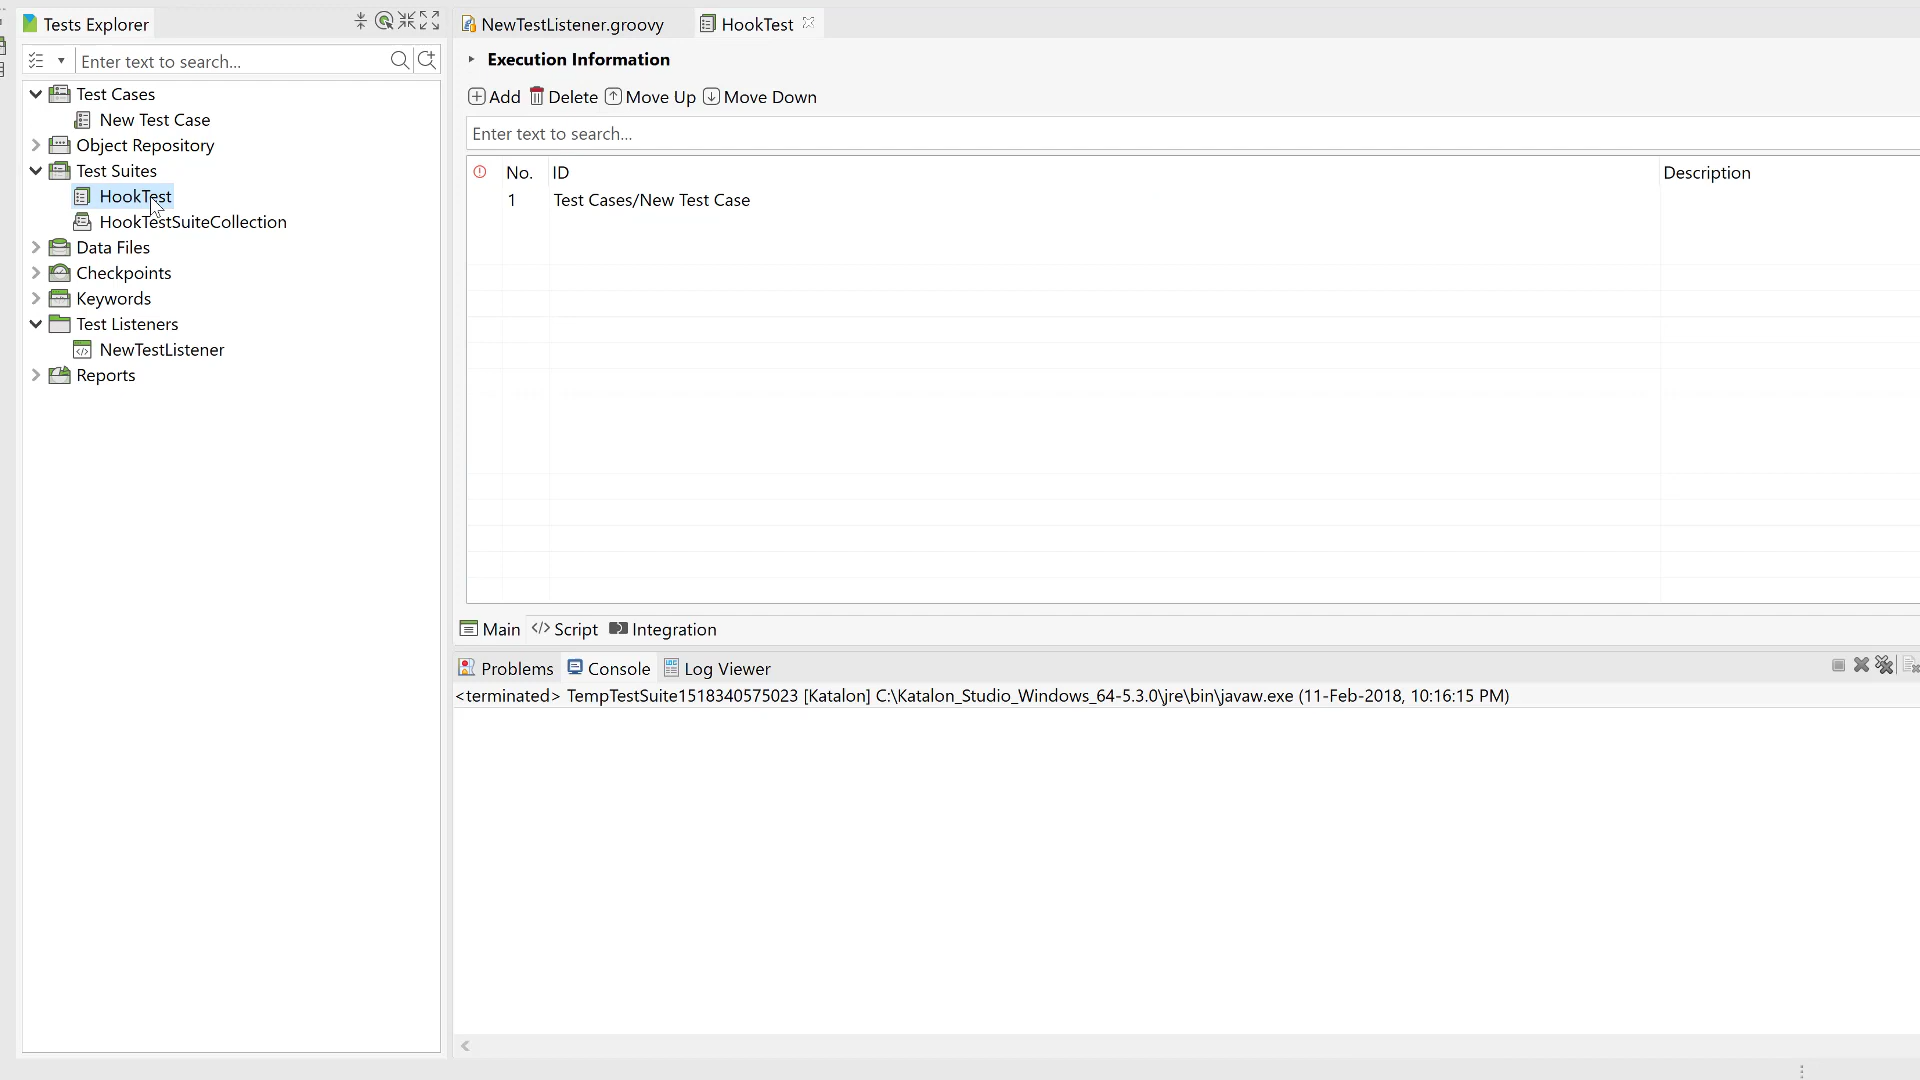 Tests Explorer
Enter text to search...
Test Cases
New Test Case
Object Repository
Test Suites
HookTest
HookTestSuiteCollection
Data Files
Checkpoints
Keywords
Test Listeners
NewTestListener
Reports
NewTestListener.groovy HookTest
Execution Information
Add Delete Move Up Move Down
Enter text to search...
No. ID Description
1 Test Cases/New Test Case
Main Script Integration
Problems Console Log Viewer
<terminated> TempTestSuite1518340575023 [Katalon] C:\Katalon_Studio_Windows_64-5.3.0\jre\bin\javaw.exe (11-Feb-2018, 10:16:15 PM)